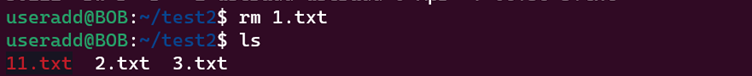 useradd@BOB:~/test2$ rm 1.txt
useradd@BOB:~/test2$ ls
11.txt  2.txt  3.txt